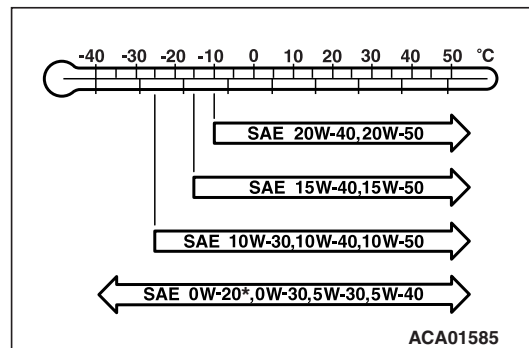 -40 -30 -20 -10 0 10 20 30 40 50 °C
SAE 20W-40,20W-50
SAE 15W-40,15W-50
SAE 10W-30,10W-40,10W-50
SAE 0W-20*,0W-30,5W-30,5W-40
ACA01585